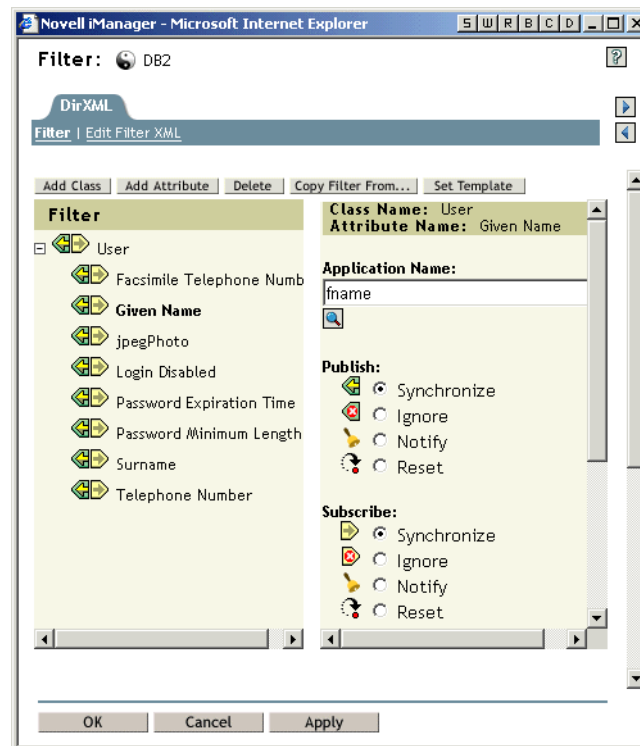 Novell iManager - Microsoft Internet Explorer
S W R B C D
Filter: DB2
?
DirXML
Filter | Edit Filter XML
Add Class Add Attribute Delete Copy Filter From... Set Template
Filter
User
Facsimile Telephone Numb
Given Name
jpegPhoto
Login Disabled
Password Expiration Time
Password Minimum Length
Surname
Telephone Number
Class Name: User
Attribute Name: Given Name
Application Name:
fname
Publish:
Synchronize
Ignore
Notify
Reset
Subscribe:
Synchronize
Ignore
Notify
Reset
OK Cancel Apply